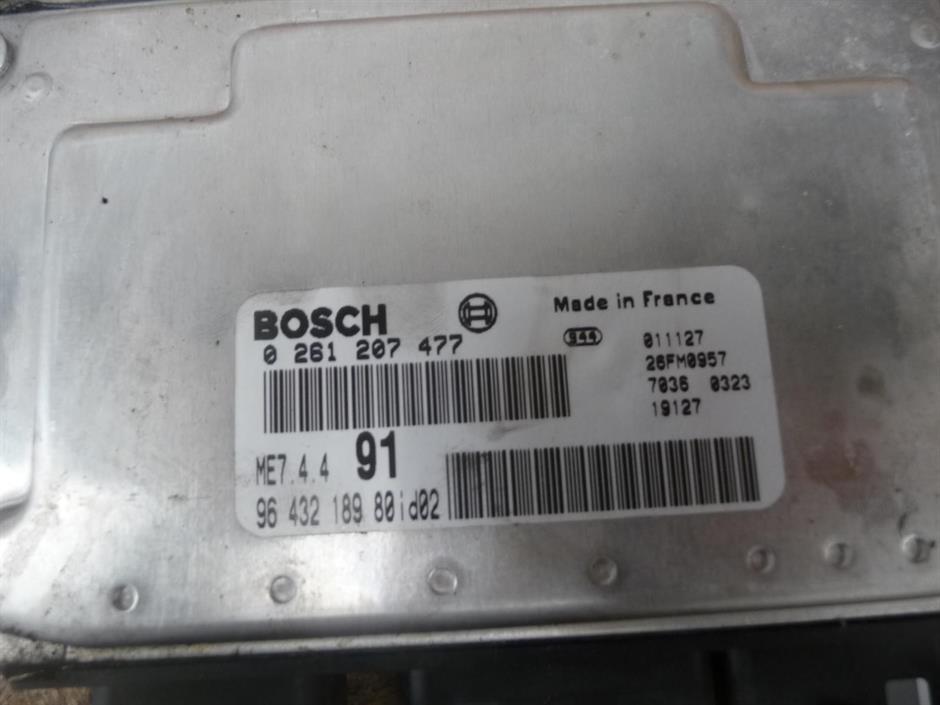 BOSCH
Made in France
0 261 207 477
944
011127
26FM0957
7036 0323
19127
ME7.4.4 91
96 432 189 80id02